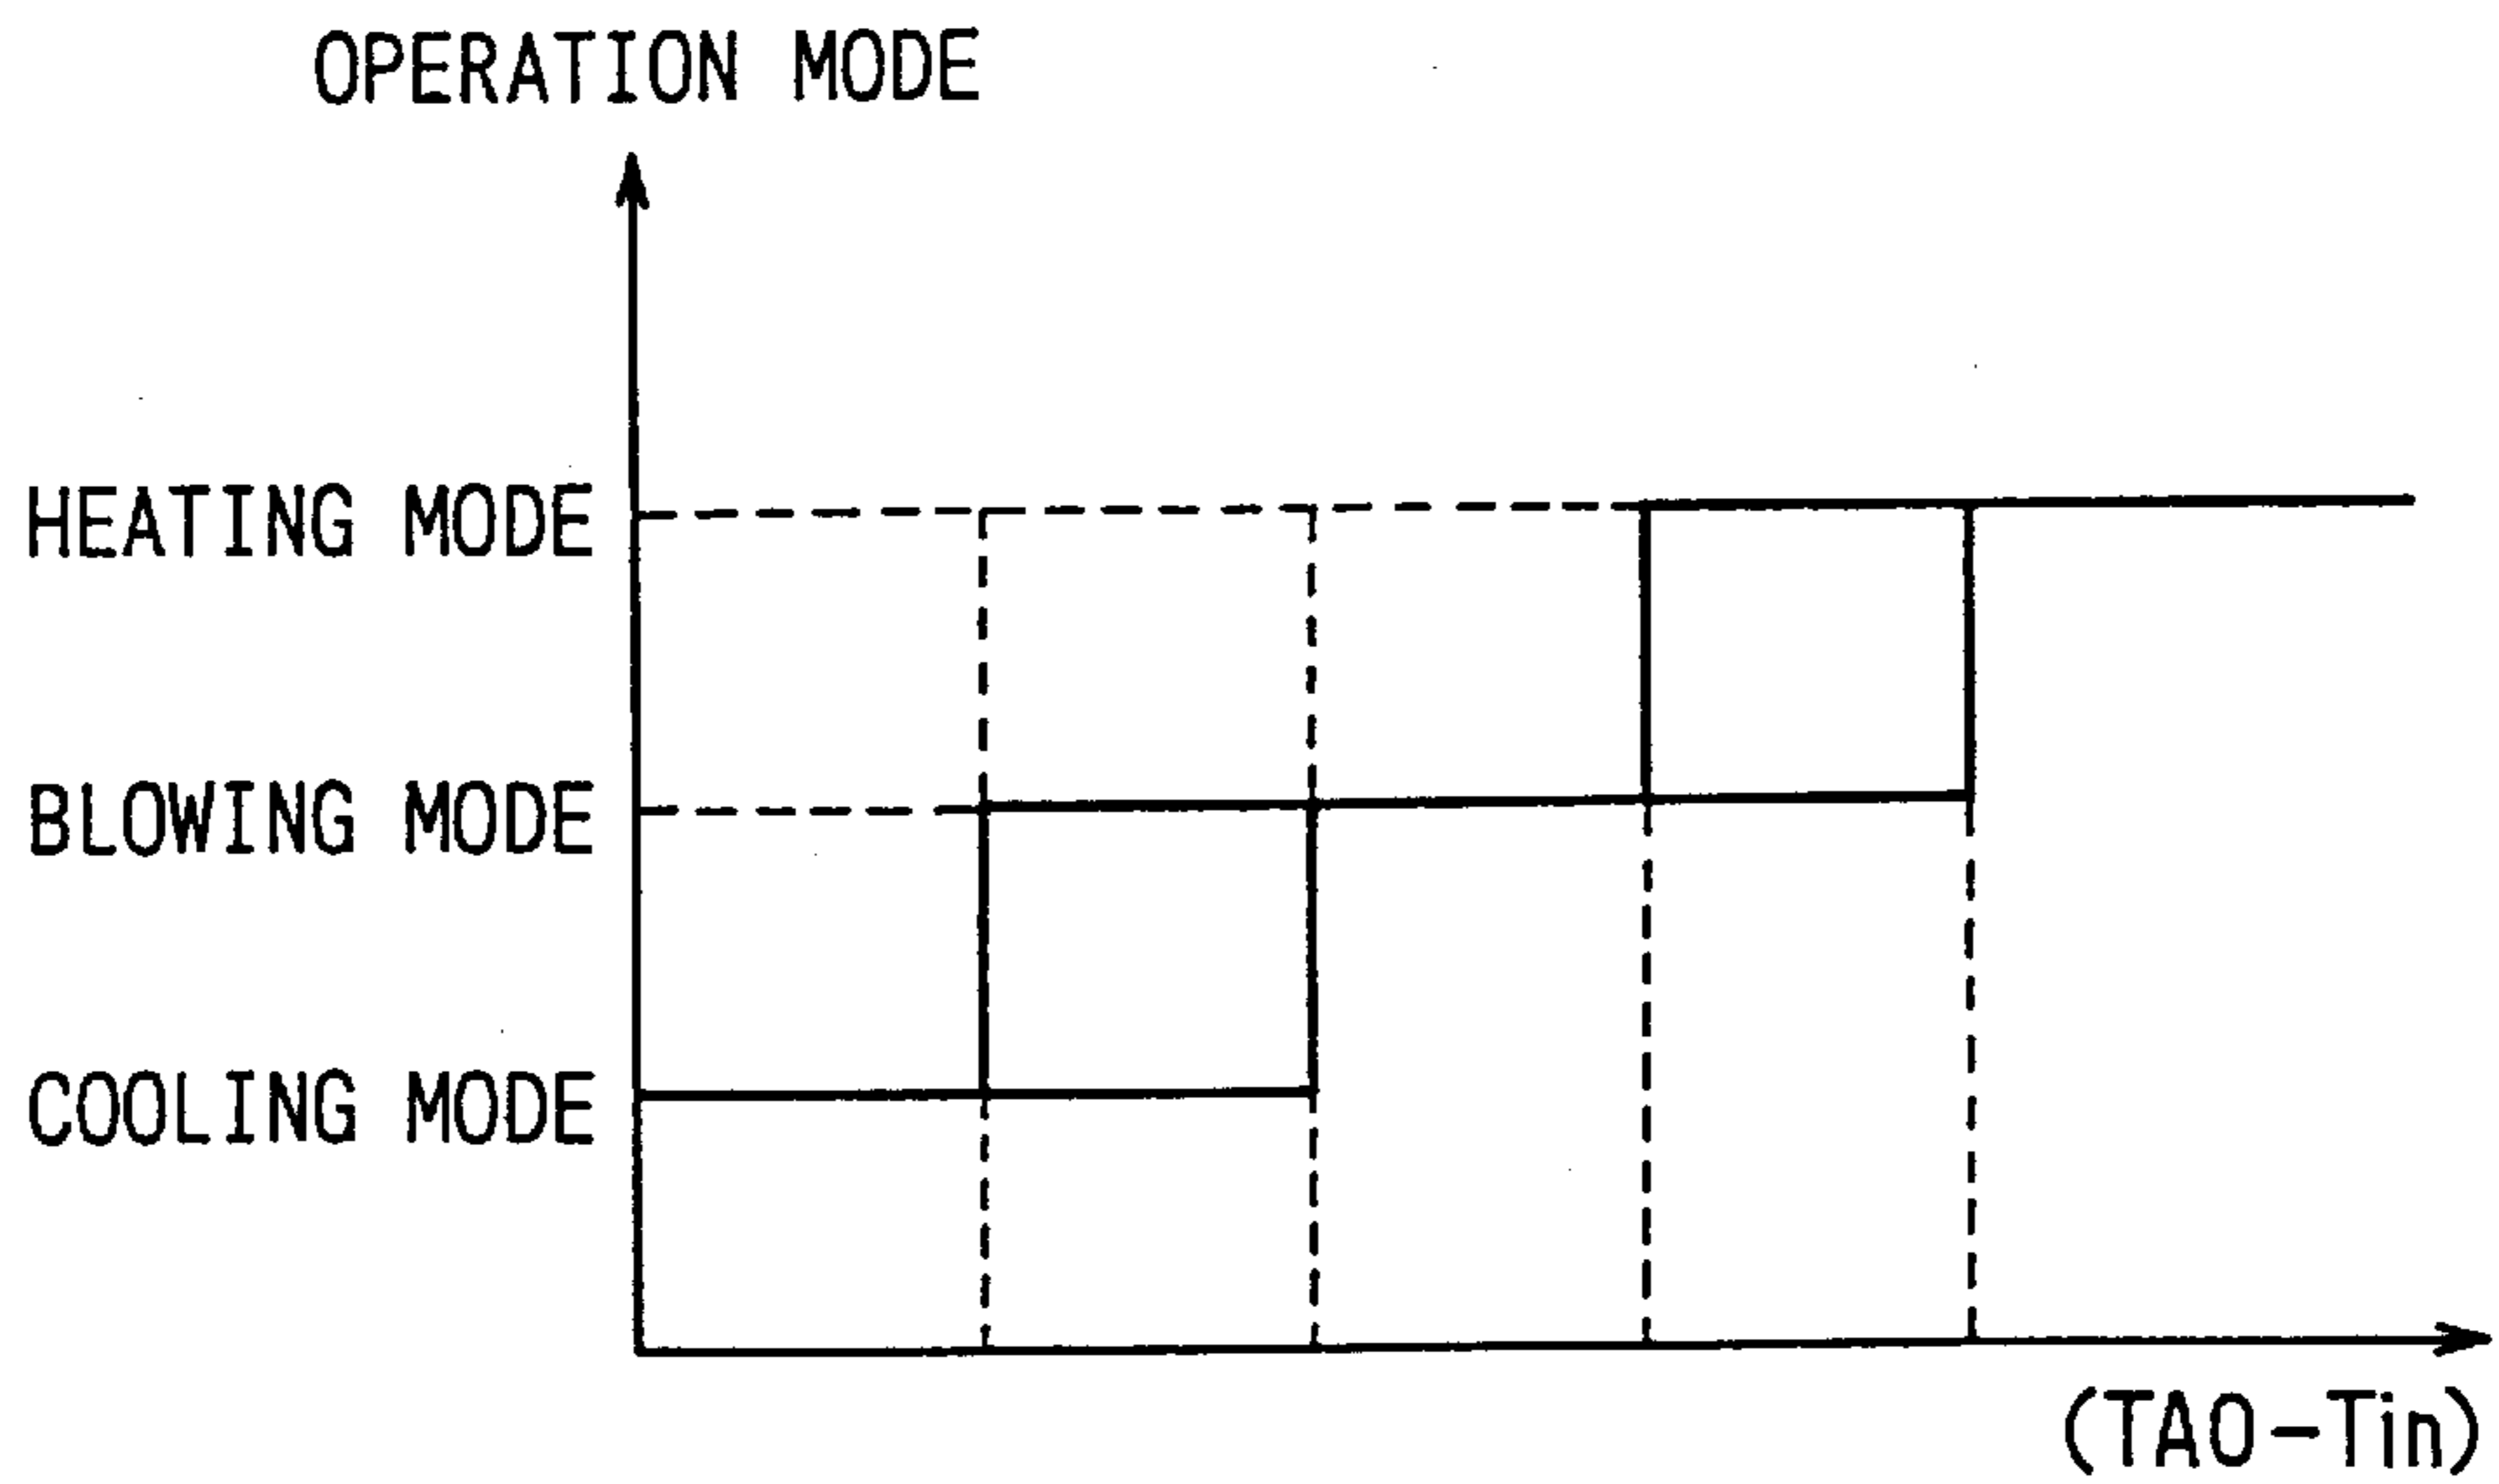 OPERATION MODE
HEATING MODE
BLOWING MODE
COOLING MODE
(TAO-Tin)